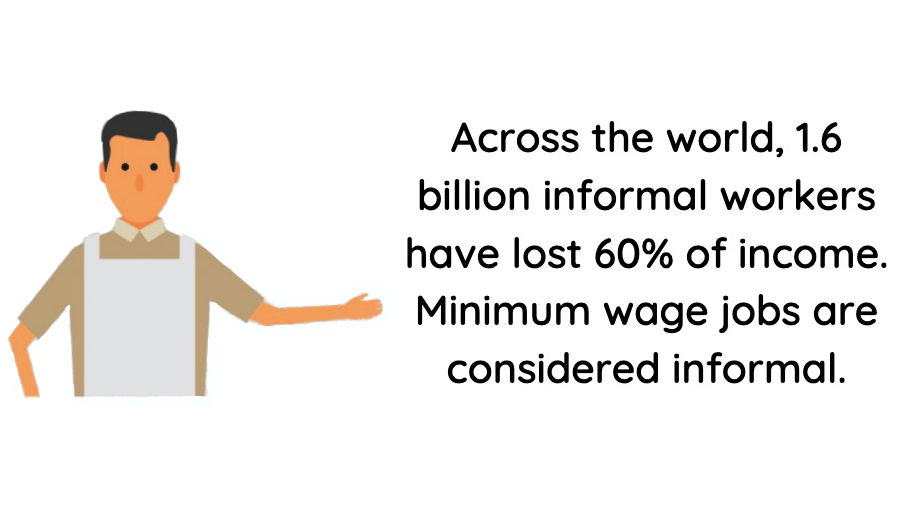 Across the world, 1.6
billion informal workers
have lost 60% of income.
Minimum wage jobs are
considered informal.